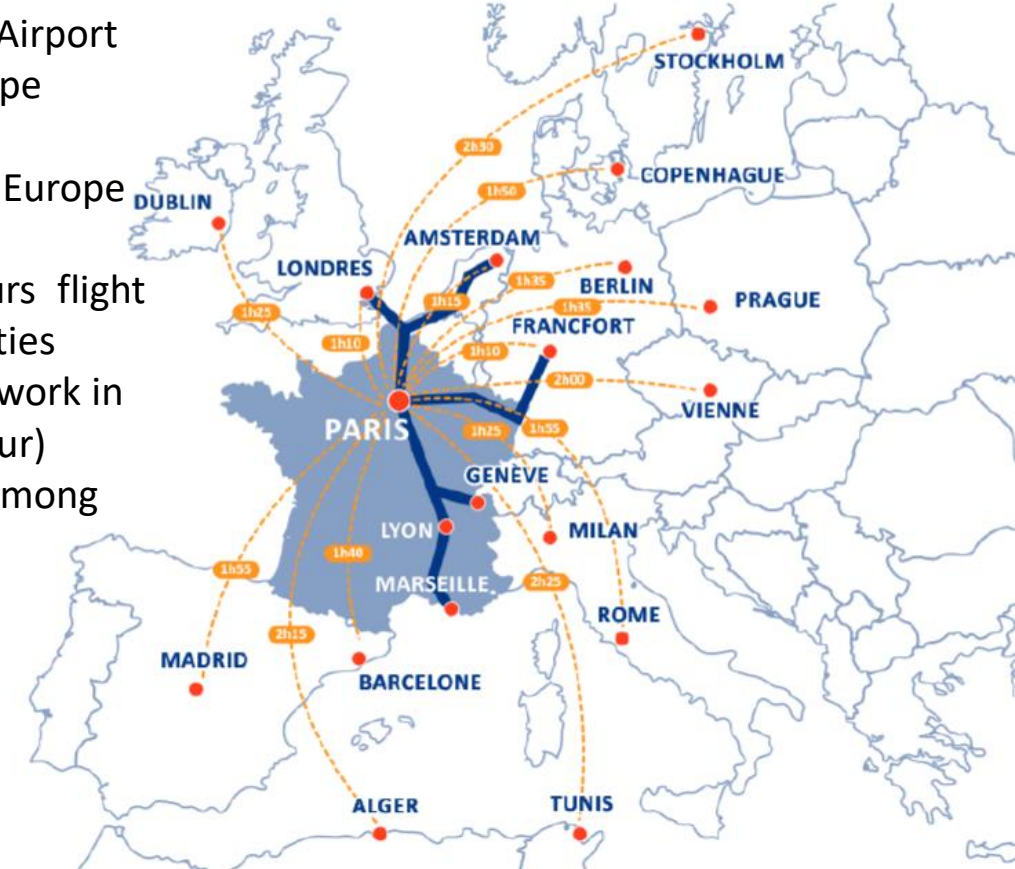 Airport
pe
Europe
urs flight
ties
work in
ur)
mong
STOCKHOLM
2h30
COPENHAGUE
1h50
DUBLIN
AMSTERDAM
LONDRES
BERLIN
1h35
1h15
PRAGUE
1h35
1h25
FRANCFORT
1h10
1h10
2h00
VIENNE
PARIS
1h25
1h55
GENÈVE
LYON
MILAN
1h40
1h55
MARSEILLE
2h25
ROME
2h15
MADRID
BARCELONE
ALGER
TUNIS